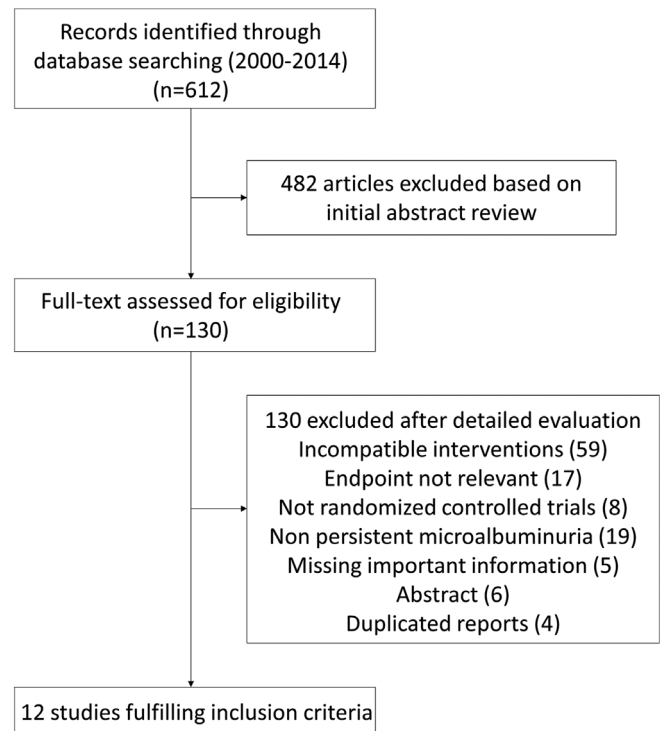 Records identified through
database searching (2000-2014)
(n=612)
482 articles excluded based on
initial abstract review
Full-text assessed for eligibility
(n=130)
130 excluded after detailed evaluation
Incompatible interventions (59)
Endpoint not relevant (17)
Not randomized controlled trials (8)
Non persistent microalbuminuria (19)
Missing important information (5)
Abstract (6)
Duplicated reports (4)
12 studies fulfilling inclusion criteria